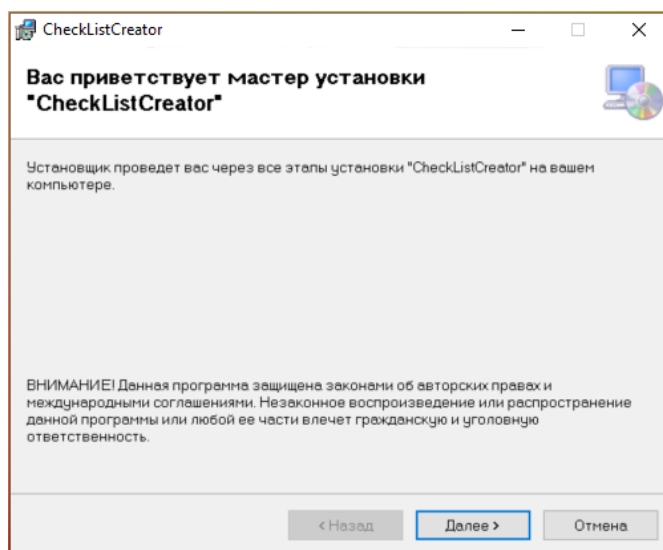 CheckListCreator
Вас приветствует мастер установки
"CheckListCreator"
Установщик проведет вас через все этапы установки "CheckListCreator" на вашем
компьютере.
ВНИМАНИЕ! Данная программа защищена законами об авторских правах и
международными соглашениями. Незаконное воспроизведение или распространение
данной программы или любой ее части влечет гражданскую и уголовную
ответственность.
< Назад
Далее >
Отмена